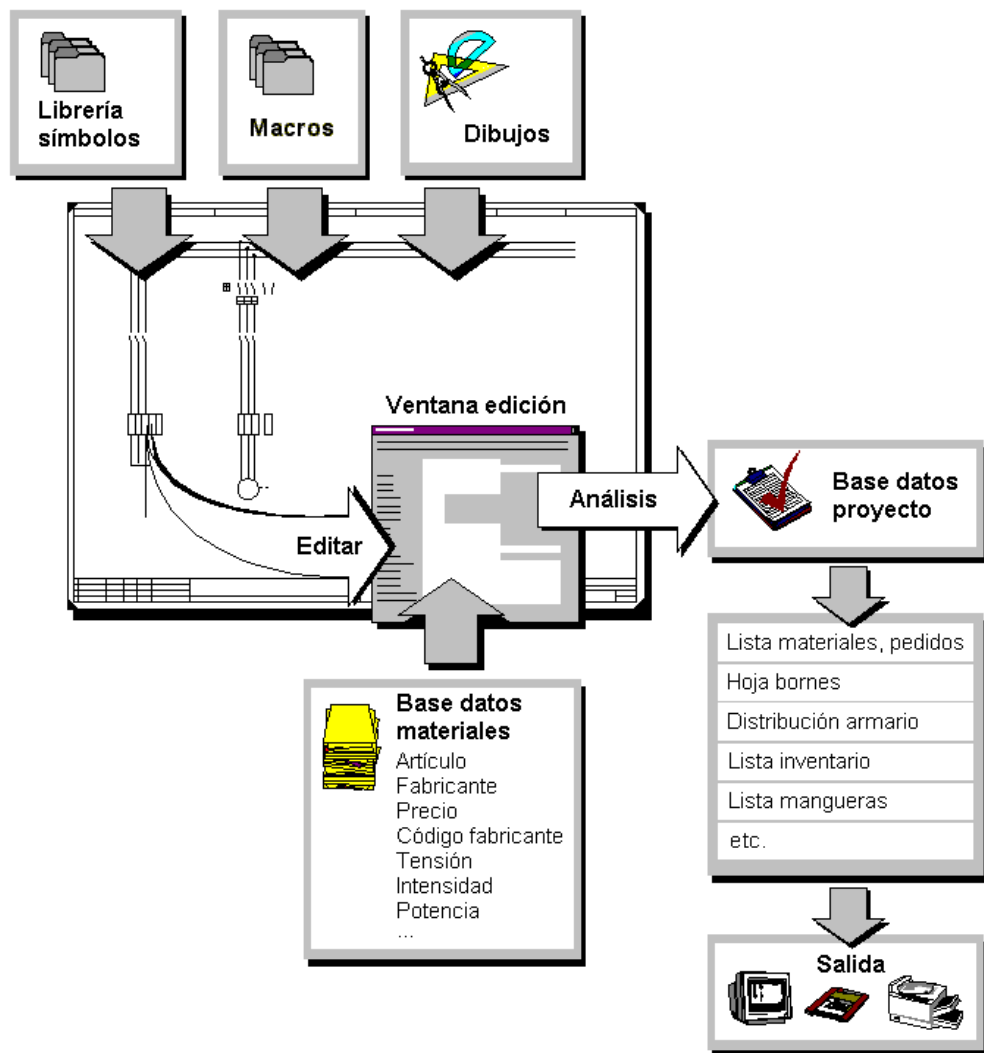 Librería
símbolos
Macros
Dibujos
Ventana edición
Editar
Análisis
Base datos
proyecto
Base datos
materiales
Artículo
Fabricante
Precio
Código fabricante
Tensión
Intensidad
Potencia
...
Lista materiales, pedidos
Hoja bornes
Distribución armario
Lista inventario
Lista mangueras
etc.
Salida